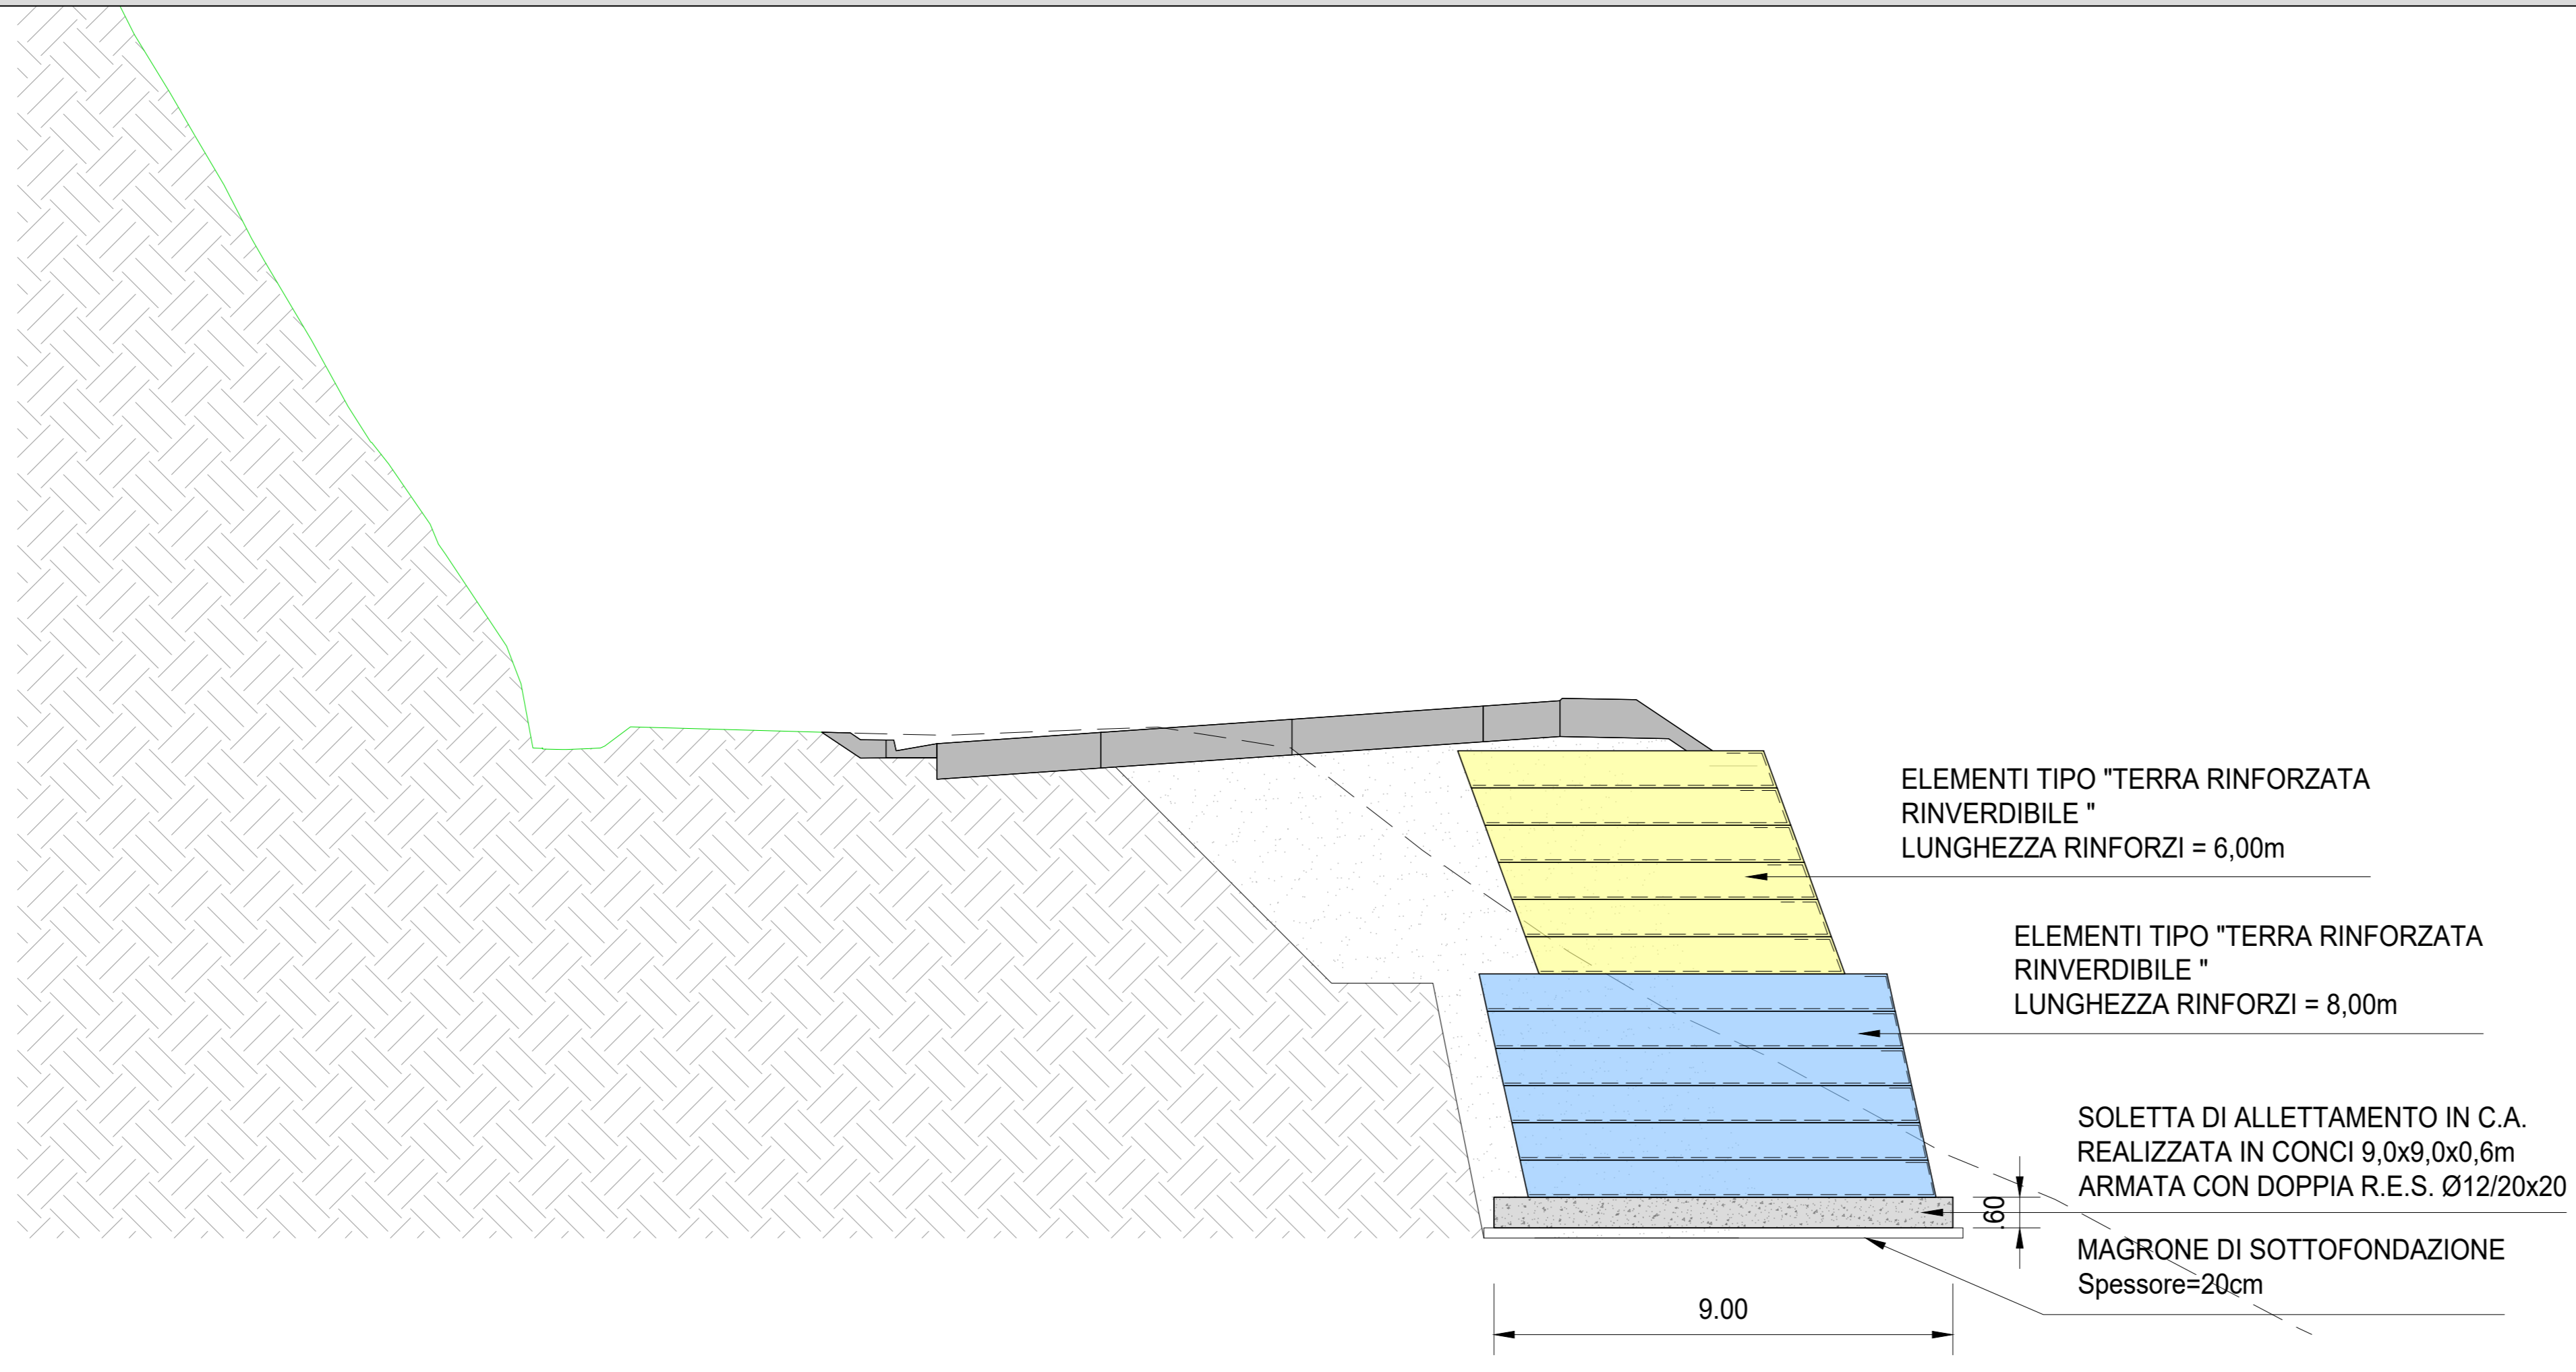 ELEMENTI TIPO "TERRA RINFORZATA
RINVERDIBILE "
LUNGHEZZA RINFORZI = 6,00m
ELEMENTI TIPO "TERRA RINFORZATA
RINVERDIBILE "
LUNGHEZZA RINFORZI = 8,00m
SOLETTA DI ALLETTAMENTO IN C.A.
REALIZZATA IN CONCI 9,0x9,0x0,6m
ARMATA CON DOPPIA R.E.S. Ø12/20x20
.60
MAGRONE DI SOTTOFONDAZIONE
Spessore=20cm
9.00